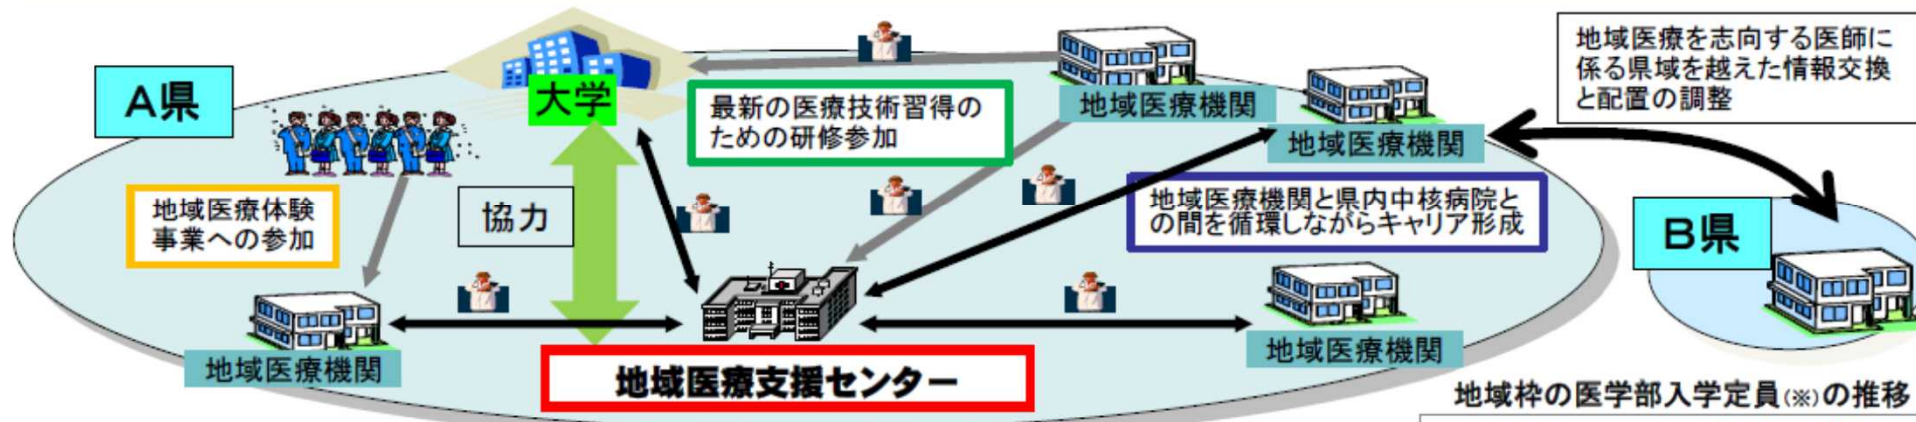 A県
大学
最新の医療技術習得の
ための研修参加
地域医療機関
地域医療機関
地域医療を志向する医師に
係る県域を越えた情報交換
と配置の調整
地域医療体験
事業への参加
協力
地域医療機関と県内中核病院と
の間を循環しながらキャリア形成
B県
地域医療機関
地域医療支援センター
地域医療機関
地域枠の医学部入学定員(※)の推移